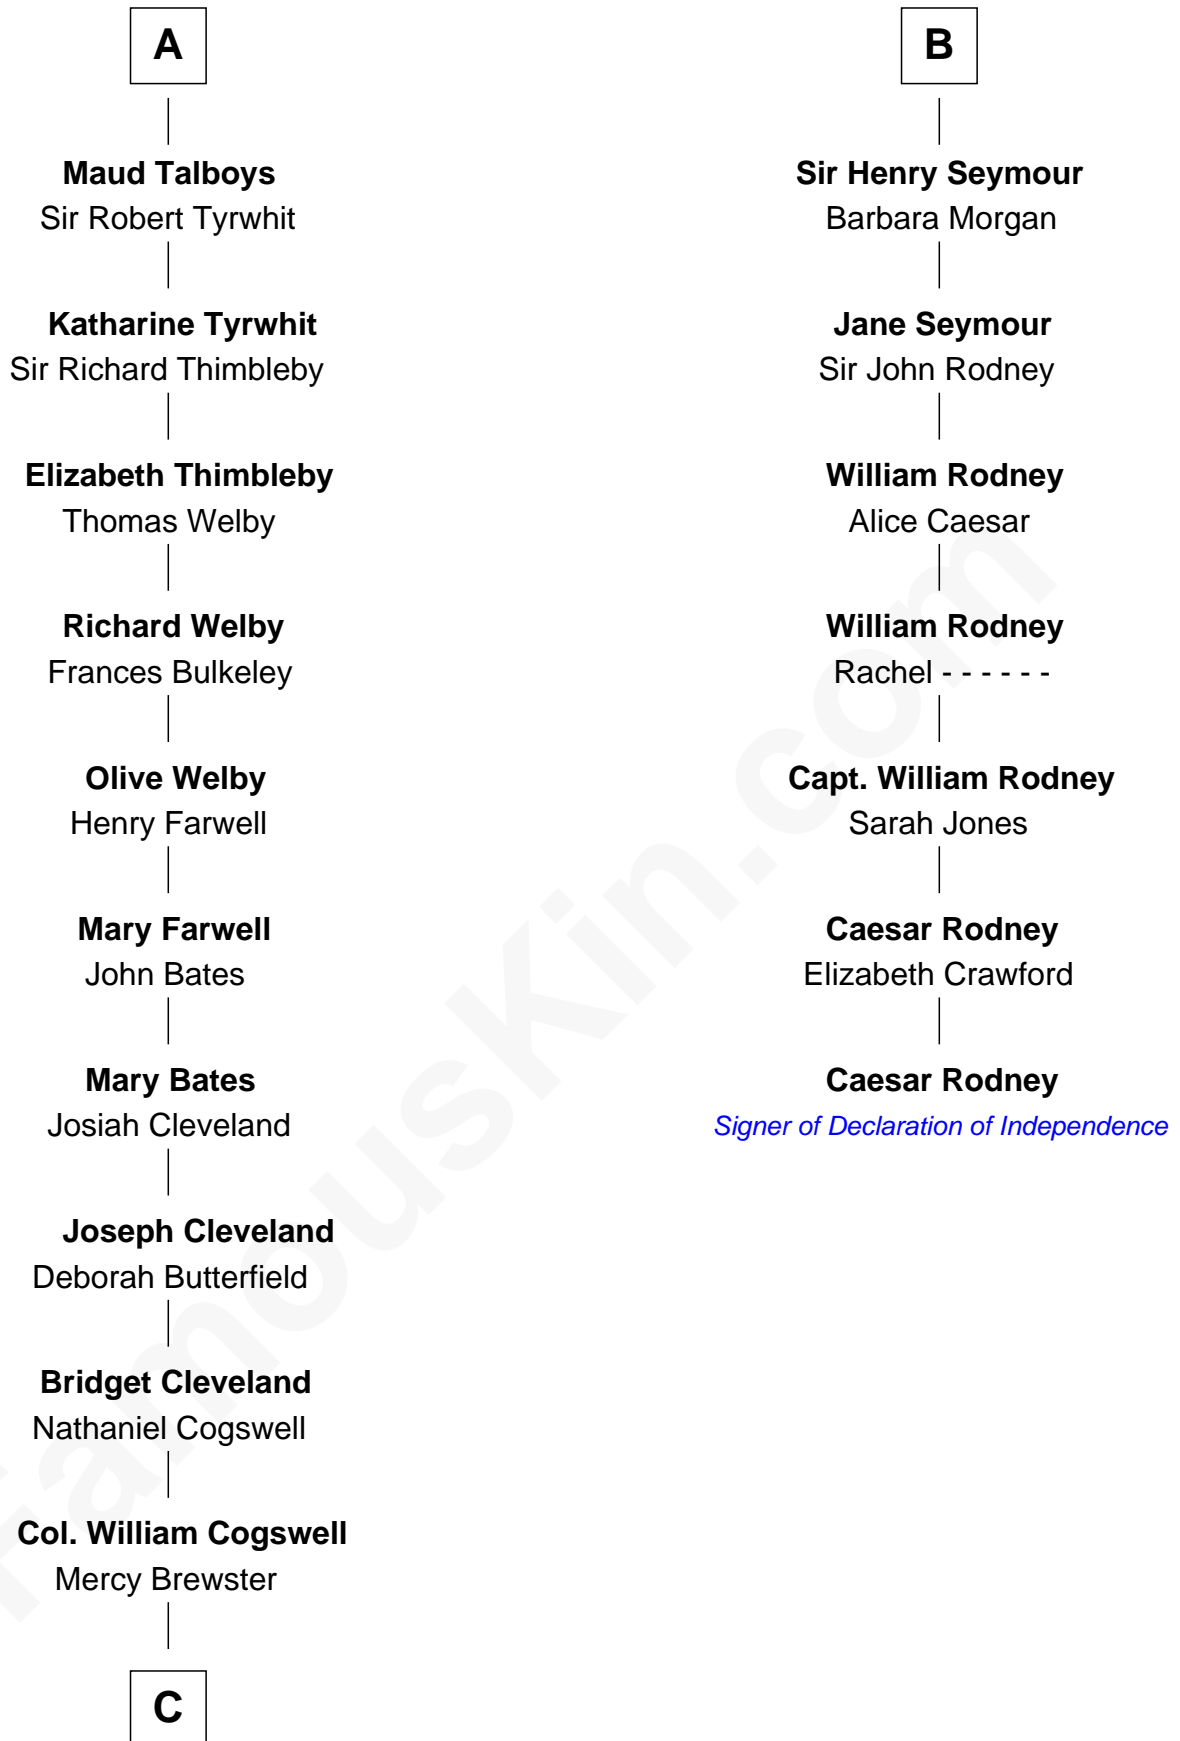 A
Maud Talboys
Sir Robert Tyrwhit
Katharine Tyrwhit
Sir Richard Thimbleby
Elizabeth Thimbleby
Thomas Welby
Richard Welby
Frances Bulkeley
Olive Welby
Henry Farwell
Mary Farwell
John Bates
Mary Bates
Josiah Cleveland
Joseph Cleveland
Deborah Butterfield
Bridget Cleveland
Nathaniel Cogswell
Col. William Cogswell
Mercy Brewster
C
B
Sir Henry Seymour
Barbara Morgan
Jane Seymour
Sir John Rodney
William Rodney
Alice Caesar
William Rodney
Rachel - - - - - -
Capt. William Rodney
Sarah Jones
Caesar Rodney
Elizabeth Crawford
Caesar Rodney
Signer of Declaration of Independence
FamousKin.com